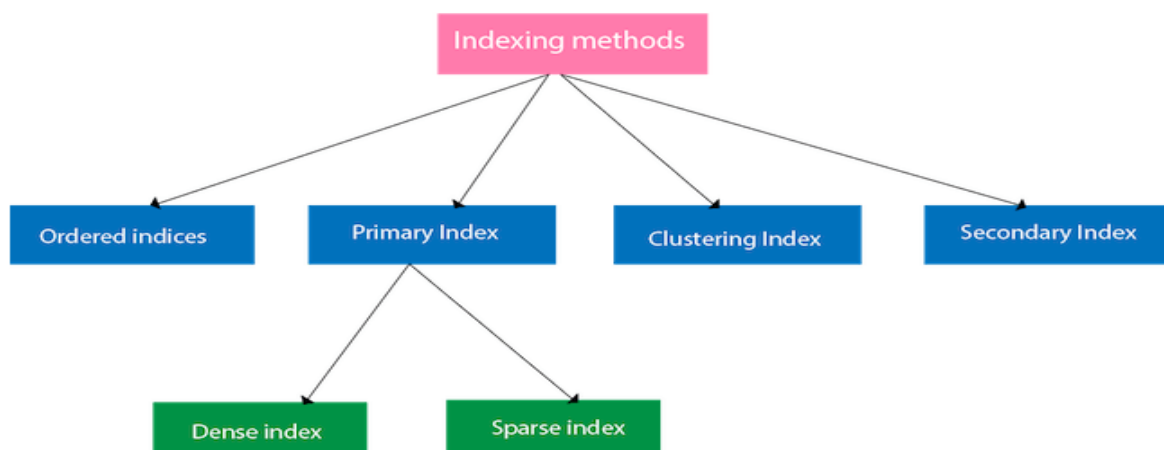 Indexing methods
Ordered indices
Primary Index
Clustering Index
Secondary Index
Dense index
Sparse index